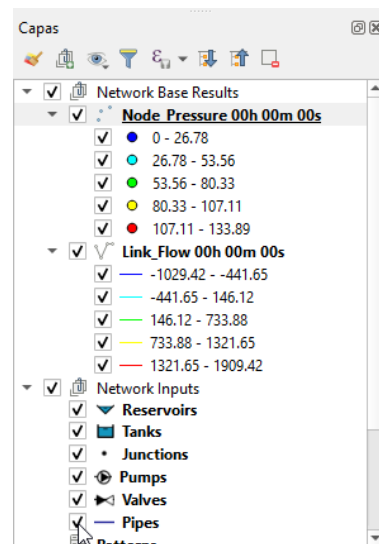 Capas
Network Base Results
Node_Pressure 00h 00m 00s
0 - 26.78
26.78 - 53.56
53.56 - 80.33
80.33 - 107.11
107.11 - 133.89
Link_Flow 00h 00m 00s
-1029.42 - -441.65
-441.65 - 146.12
146.12 - 733.88
733.88 - 1321.65
1321.65 - 1909.42
Network Inputs
Reservoirs
Tanks
Junctions
Pumps
Valves
Pipes
Patterns